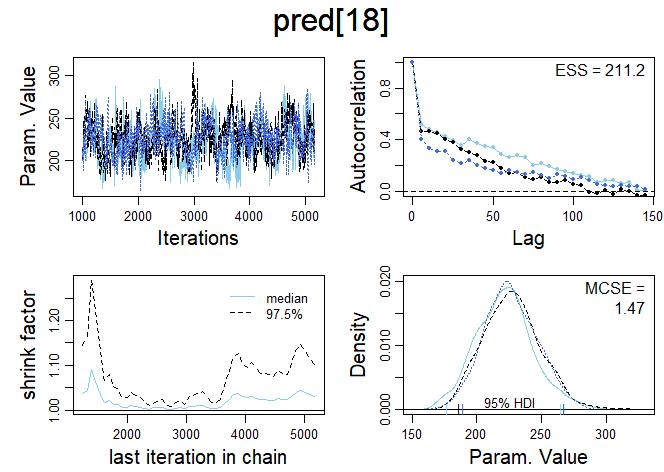 pred[18]
Param. Value
300
250
200
1000 2000 3000 4000 5000
Iterations
Autocorrelation
0.8
0.4
0.0
ESS = 211.2
0 50 100 150
Lag
shrink factor
1.20
1.10
1.00
median
97.5%
2000 3000 4000 5000
last iteration in chain
Density
0.020
0.010
0.000
MCSE =
1.47
95% HDI
150 200 250 300
Param. Value